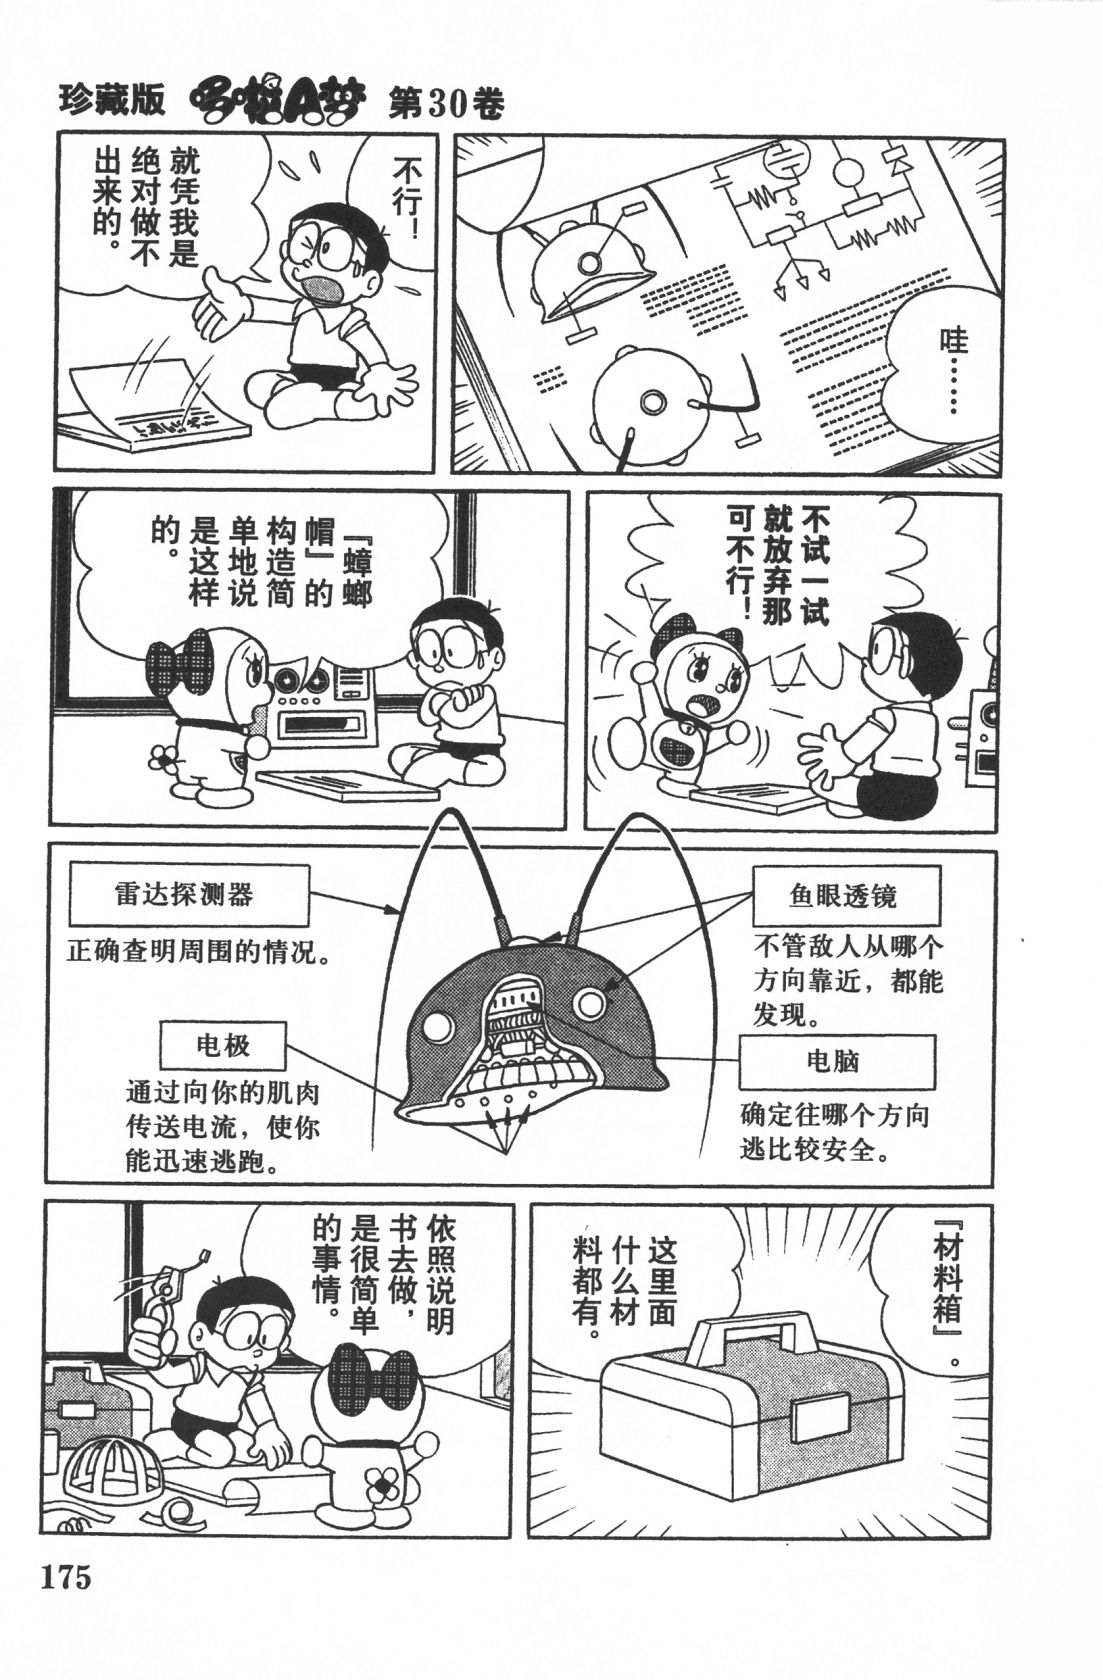 珍藏版 哆啦A梦 第30卷
哇……
不行！
就凭我是
绝对做不
出来的。
不试一试
就放弃那
可不行！
『蟑螂
帽』的
构造简
单地说
是这样
的。
雷达探测器
正确查明周围的情况。
鱼眼透镜
不管敌人从哪个
方向靠近，都能
发现。
电极
通过向你的肌肉
传送电流，使你
能迅速逃跑。
电脑
确定往哪个方向
逃比较安全。
『材料箱』。
这里面
什么材
料都有。
依照说明
书去做，
是很简单
的事情。
175